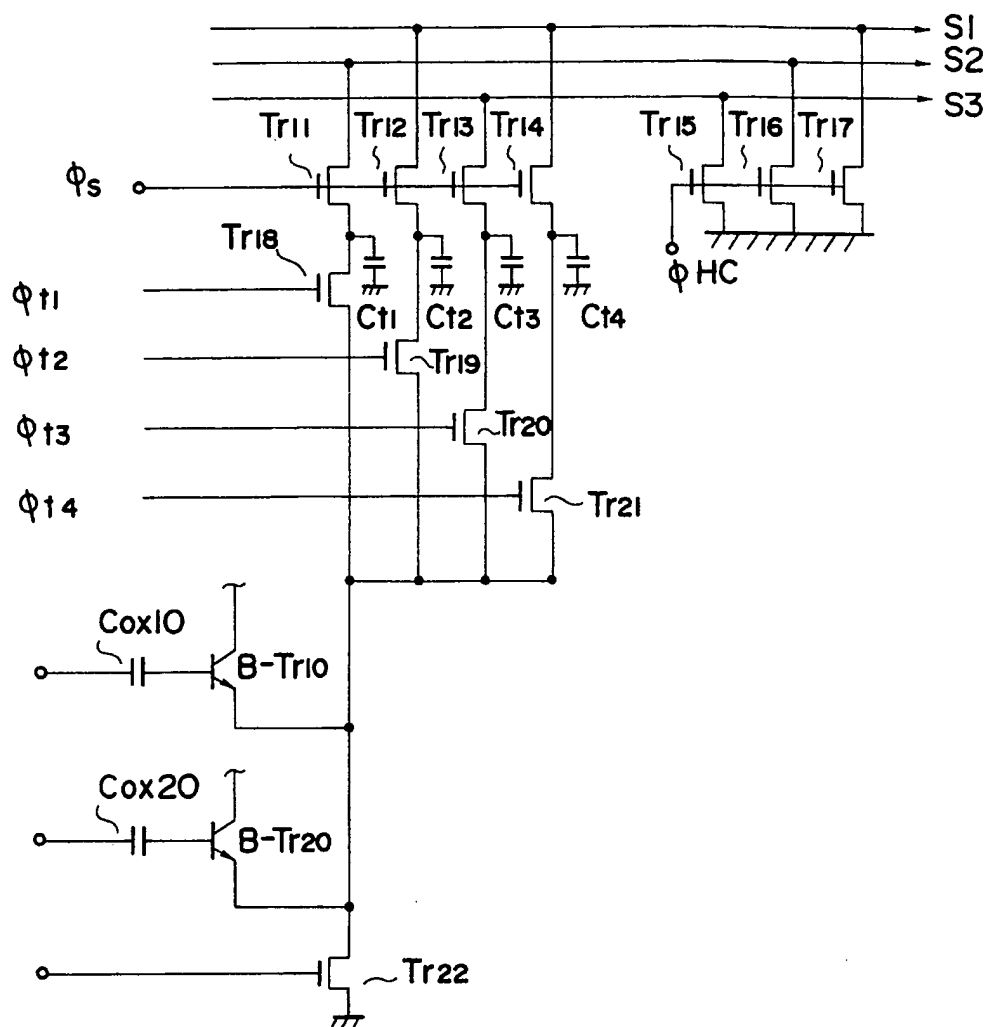 S1
S2
S3
Tr11
Tr12
Tr13
Tr14
Tr15
Tr16
Tr17
ϕs
Tr18
ϕHC
ϕt1
Ct1
Ct2
Ct3
Ct4
ϕt2
Tr19
ϕt3
Tr20
ϕt4
Tr21
Cox10
B-Tr10
Cox20
B-Tr20
Tr22